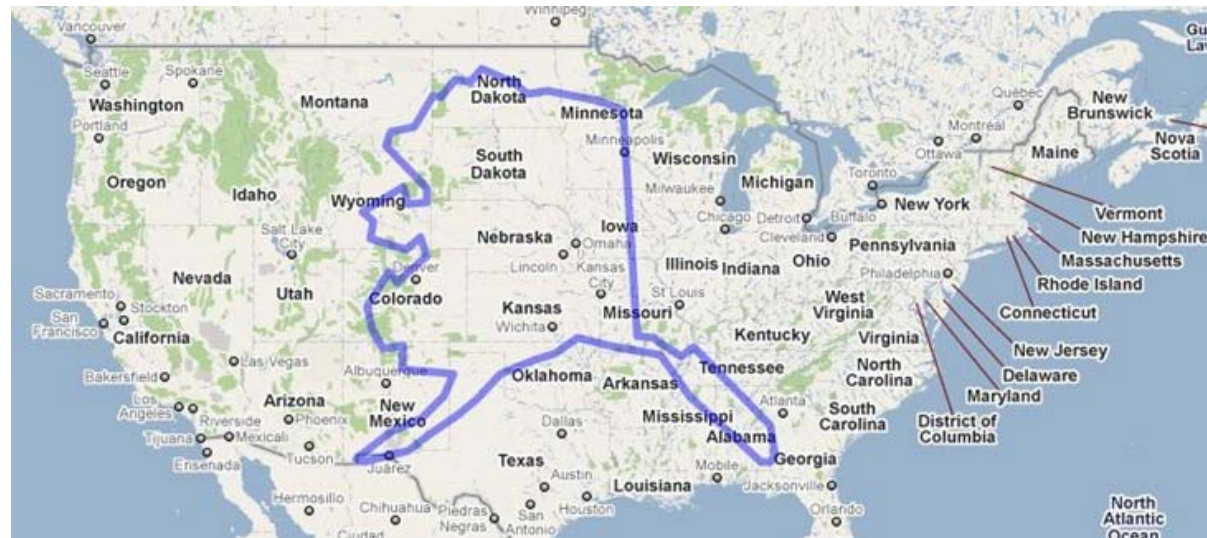 Winnipeg
Vancouver
Gu
Law
Seattle
Spokane
Washington
Montana
North
Dakota
Minnesota
Québec
New
Brunswick
Portland
Minneapolis
Montréal
Ottawa
Maine
Nova
Scotia
Oregon
Idaho
South
Dakota
Wisconsin
Michigan
Toronto
Wyoming
Milwaukee
Buffalo
New York
Vermont
Salt Lake
City
Iowa
Chicago
Detroit
Cleveland
New Hampshire
Nebraska
Omaha
Lincoln
Pennsylvania
Massachusetts
Nevada
Utah
Denver
Colorado
Kansas
City
Illinois
Indiana
Ohio
Philadelphia
Rhode Island
Sacramento
Stockton
San
Francisco
California
Kansas
Wichita
Missouri
St Louis
West
Virginia
Connecticut
Kentucky
Virginia
New Jersey
Las Vegas
Bakersfield
Albuquerque
Oklahoma
Tennessee
Arkansas
North
Carolina
Delaware
Maryland
Los
Angeles
Riverside
Arizona
Phoenix
New
Mexico
Mississippi
Atlanta
South
Carolina
District of
Columbia
Tijuana
Mexicali
Tucson
Dallas
Alabama
Ensenada
Juárez
Texas
Georgia
Austin
Louisiana
Mobile
Jacksonville
Hermosillo
Chihuahua
Piedras
Negras
San
Antonio
Houston
Orlando
North
Atlantic
Ocean
Ciudad